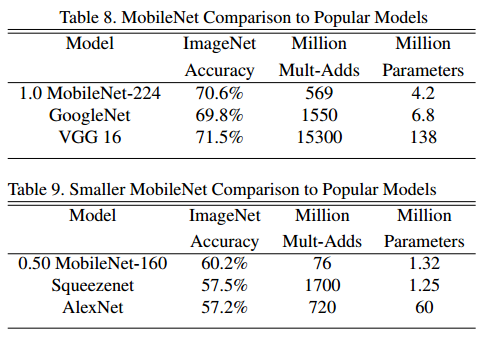 Table 8. MobileNet Comparison to Popular Models
Model ImageNet Million Million
Accuracy Mult-Adds Parameters
1.0 MobileNet-224 70.6% 569 4.2
GoogleNet 69.8% 1550 6.8
VGG 16 71.5% 15300 138
Table 9. Smaller MobileNet Comparison to Popular Models
Model ImageNet Million Million
Accuracy Mult-Adds Parameters
0.50 MobileNet-160 60.2% 76 1.32
Squeezenet 57.5% 1700 1.25
AlexNet 57.2% 720 60